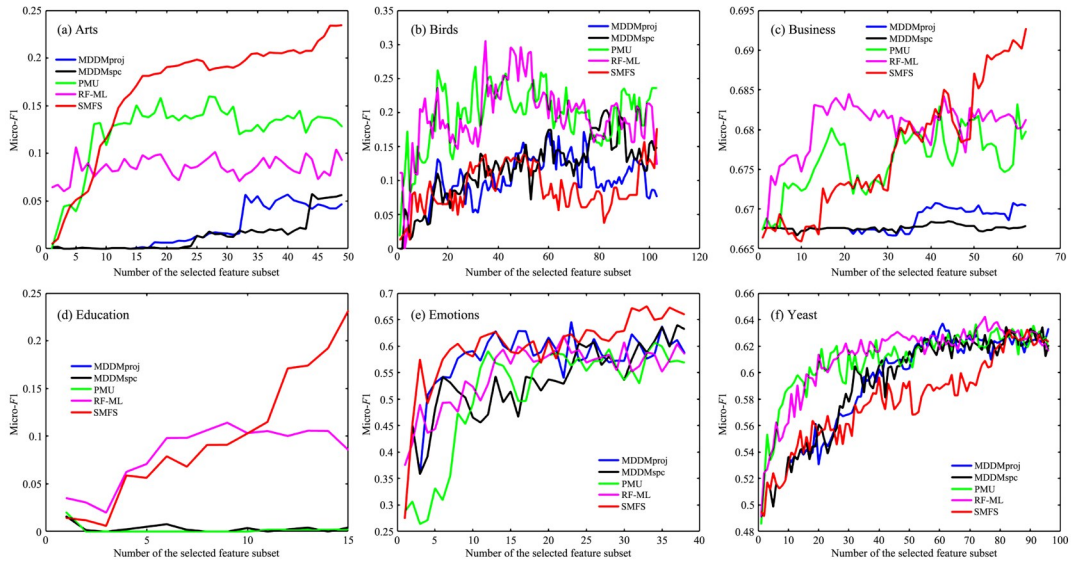 (a) Arts
MDDMproj
MDDMspc
PMU
RF-ML
SMFS
Micro-F1
0.25
0.2
0.15
0.1
0.05
0
5 10 15 20 25 30 35 40 45 49
Number of the selected feature subset
(b) Birds
MDDMproj
MDDMspc
PMU
RF-ML
SMFS
Micro-F1
0.35
0.3
0.25
0.2
0.15
0.1
0.05
0
0 20 40 60 80 100 120
Number of the selected feature subset
(c) Business
MDDMproj
MDDMspc
PMU
RF-ML
SMFS
Micro-F1
0.695
0.69
0.685
0.68
0.675
0.67
0.665
0 10 20 30 40 50 60 70
Number of the selected feature subset
(d) Education
MDDMproj
MDDMspc
PMU
RF-ML
SMFS
Micro-F1
0.25
0.2
0.15
0.1
0.05
0
0 5 10 15
Number of the selected feature subset
(e) Emotions
MDDMproj
MDDMspc
PMU
RF-ML
SMFS
Micro-F1
0.7
0.65
0.6
0.55
0.5
0.45
0.4
0.35
0.3
0.25
0 5 10 15 20 25 30 35 40
Number of the selected feature subset
(f) Yeast
MDDMproj
MDDMspc
PMU
RF-ML
SMFS
Micro-F1
0.64
0.62
0.6
0.58
0.56
0.54
0.52
0.5
0.48
0 10 20 30 40 50 60 70 80 90 100
Number of the selected feature subset